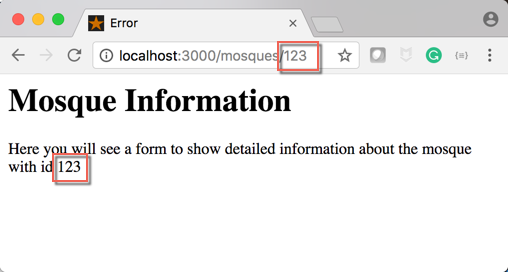 Error
localhost:3000/mosques/123
Mosque Information
Here you will see a form to show detailed information about the mosque
with id 123